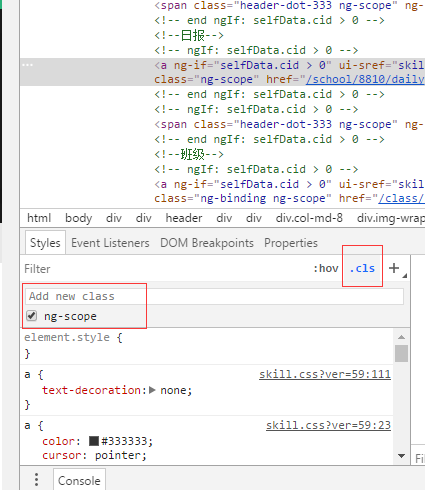 <span class="header-dot-333 ng-scope" ng-
<!-- end ngIf: selfData.cid > 0 -->
<!--日报-->
<!-- ngIf: selfData.cid > 0 -->
... <a ng-if="selfData.cid > 0" ui-sref="skil
class="ng-scope" href="/school/8810/daily
<!-- end ngIf: selfData.cid > 0 -->
<span class="header-dot-333 ng-scope" ng-
<!-- end ngIf: selfData.cid > 0 -->
<!--班级-->
<!-- ngIf: selfData.cid > 0 -->
<a ng-if="selfData.cid > 0" ui-sref="skil
class="ng-binding ng-scope" href="/class/
html body div div header div div.col-md-8 div.img-wrap
Styles Event Listeners DOM Breakpoints Properties
Filter :hov .cls +
Add new class
ng-scope
element.style {
}
a { skill.css?ver=59:111
text-decoration: none;
}
a { skill.css?ver=59:23
color: #333333;
cursor: pointer;
Console